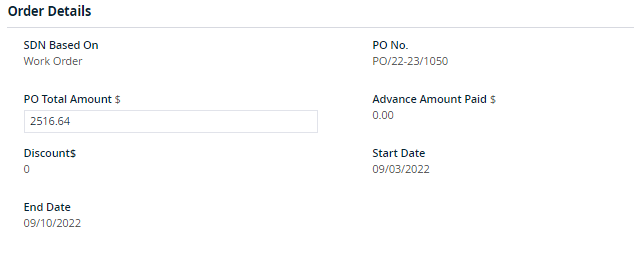 Order Details
SDN Based On
Work Order
PO No.
PO/22-23/1050
PO Total Amount $
2516.64
Advance Amount Paid $
0.00
Discount$
0
Start Date
09/03/2022
End Date
09/10/2022